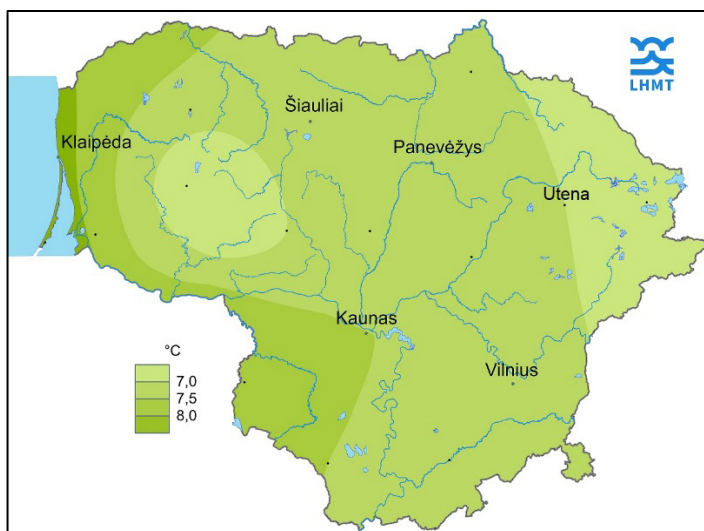 LHMT
Šiauliai
Klaipėda
Panevėžys
Utena
Kaunas
Vilnius
°C
7,0
7,5
8,0